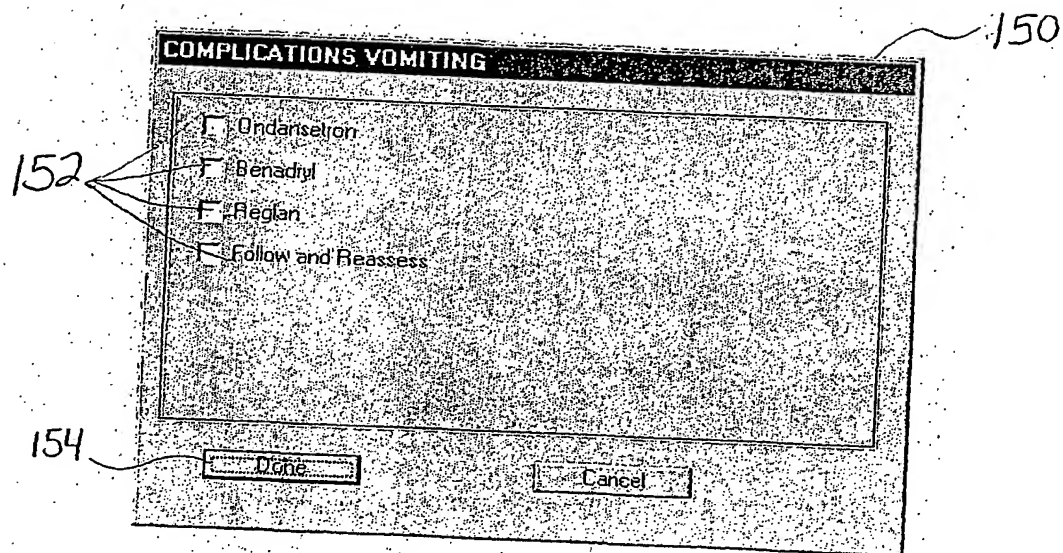 150
COMPLICATIONS VOMITING
Ondansetron
Benadryl
152
Reglan
Follow and Reassess
154
Done
Cancel